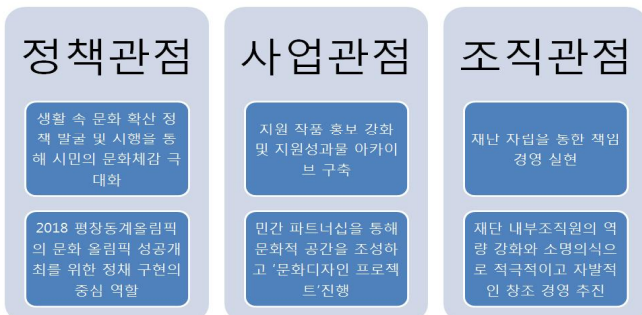 정책관점
생활 속 문화 확산 정
책 발굴 및 시행을 통
해 시민의 문화체감 극
대화
2018 평창동계올림픽
의 문화 올림픽 성공개
최를 위한 정채 구현의
중심 역할
사업관점
지원 작품 홍보 강화
및 지원성과물 아카이
브 구축
민간 파트너십을 통해
문화적 공간을 조성하
고 '문화디자인 프로젝
트'진행
조직관점
재난 자립을 통한 책임
경영 실현
재단 내부조직원의 역
량 강화와 소명의식으
로 적극적이고 자발적
인 창조 경영 추진